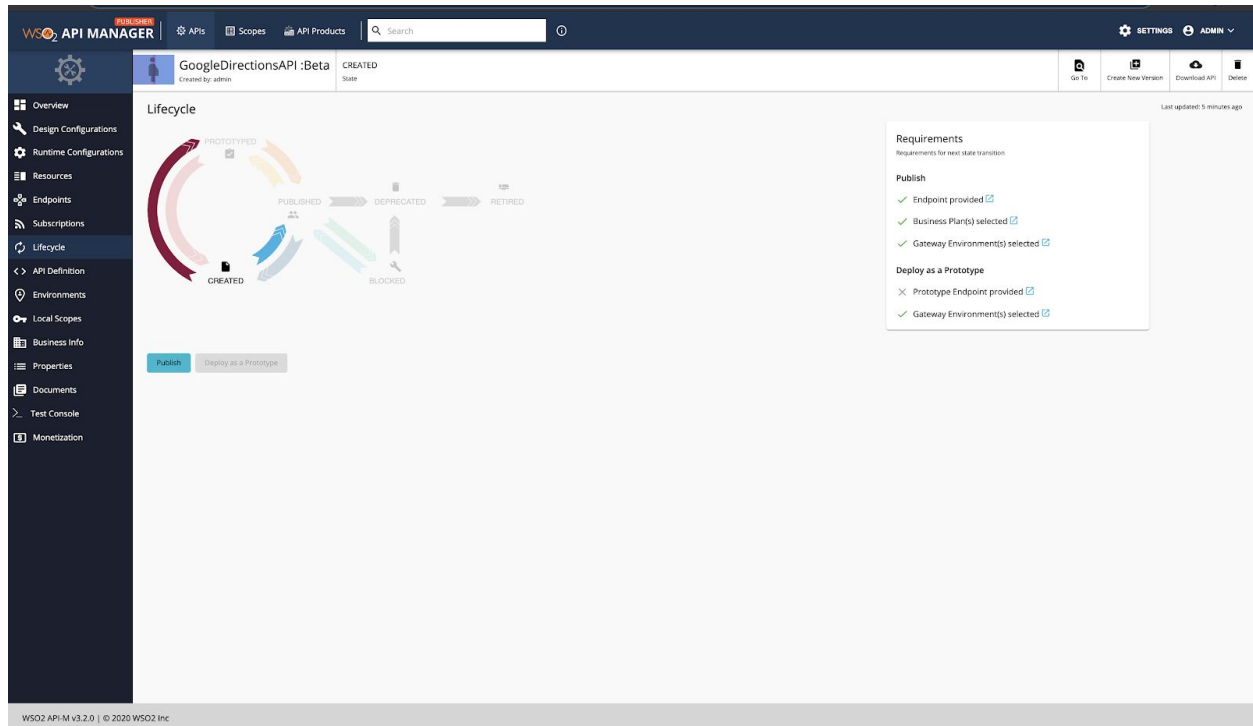 PUBLISHER
WSO2 API MANAGER
APIs
Scopes
API Products
Search
SETTINGS
ADMIN
GoogleDirectionsAPI :Beta
Created by: admin
CREATED
State
Go To
Create New Version
Download API
Delete
Overview
Design Configurations
Runtime Configurations
Resources
Endpoints
Subscriptions
Lifecycle
API Definition
Environments
Local Scopes
Business Info
Properties
Documents
Test Console
Monetization
Lifecycle
Last updated: 5 minutes ago
PROTOTYPED
PUBLISHED
DEPRECATED
RETIRED
CREATED
BLOCKED
Requirements
Requirements for next state transition
Publish
Endpoint provided
Business Plan(s) selected
Gateway Environment(s) selected
Deploy as a Prototype
Prototype Endpoint provided
Gateway Environment(s) selected
Publish
Deploy as a Prototype
WSO2 API-M v3.2.0 | © 2020 WSO2 Inc